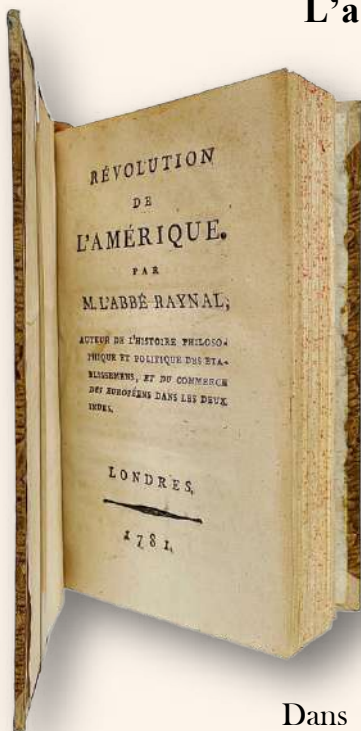 L'a
RÉVOLUTION
DE
L'AMÉRIQUE.
PAR
M. L'ABBÉ RAYNAL,
AUTEUR DE L'HISTOIRE PHILOSO-
PHIQUE ET POLITIQUE DES ETA-
BLISSEMENS, ET DU COMMERCE
DES EUROPÉENS DANS LES DEUX
INDES.
LONDRES,
1781.
Dans